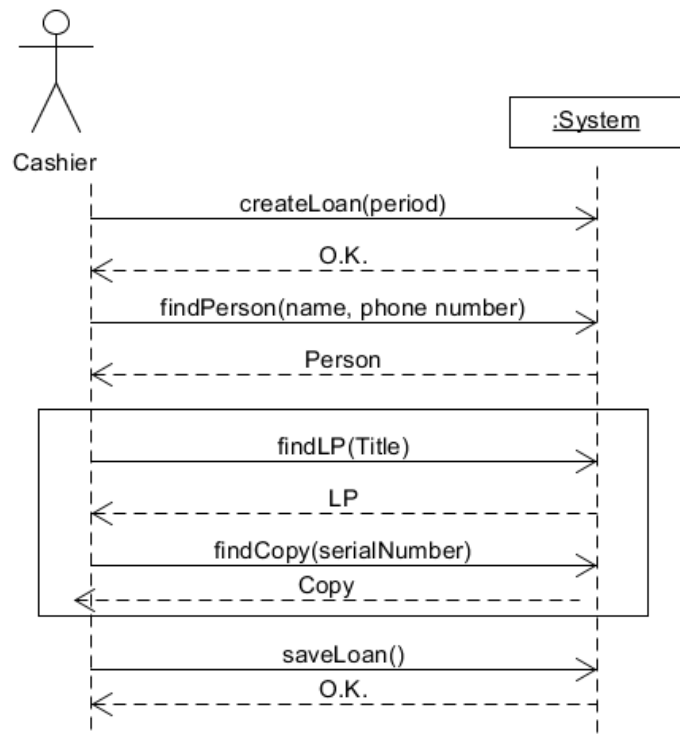 :System
Cashier
createLoan(period)
O.K.
findPerson(name, phone number)
Person
findLP(Title)
LP
findCopy(serialNumber)
Copy
saveLoan()
O.K.